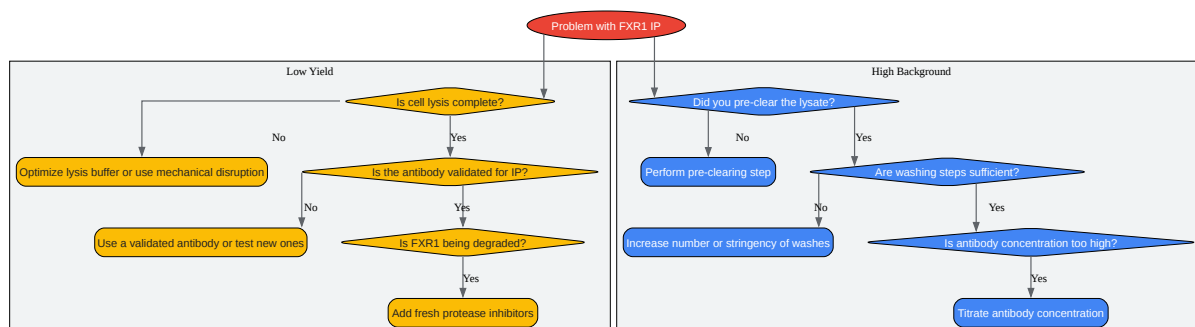 Problem with FXR1 IP
Low Yield
High Background
Is cell lysis complete?
Did you pre-clear the lysate?
No
Yes
No
Yes
Optimize lysis buffer or use mechanical disruption
Is the antibody validated for IP?
Perform pre-clearing step
Are washing steps sufficient?
No
Yes
No
Yes
Use a validated antibody or test new ones
Is FXR1 being degraded?
Increase number or stringency of washes
Is antibody concentration too high?
Yes
Yes
Add fresh protease inhibitors
Titrate antibody concentration